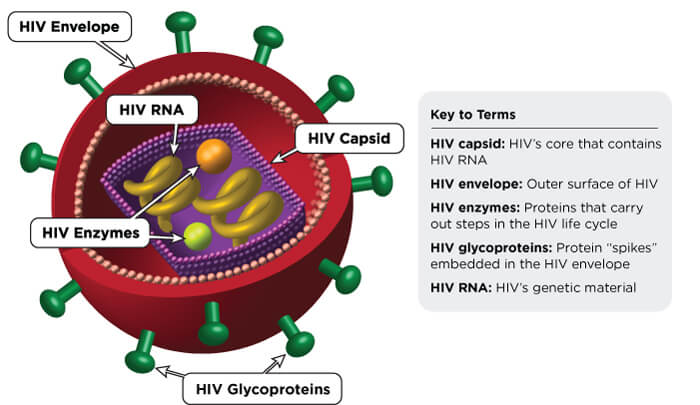 HIV Envelope
HIV RNA
HIV Capsid
HIV Enzymes
HIV Glycoproteins
Key to Terms
HIV capsid: HIV’s core that contains
HIV RNA
HIV envelope: Outer surface of HIV
HIV enzymes: Proteins that carry
out steps in the HIV life cycle
HIV glycoproteins: Protein “spikes”
embedded in the HIV envelope
HIV RNA: HIV’s genetic material